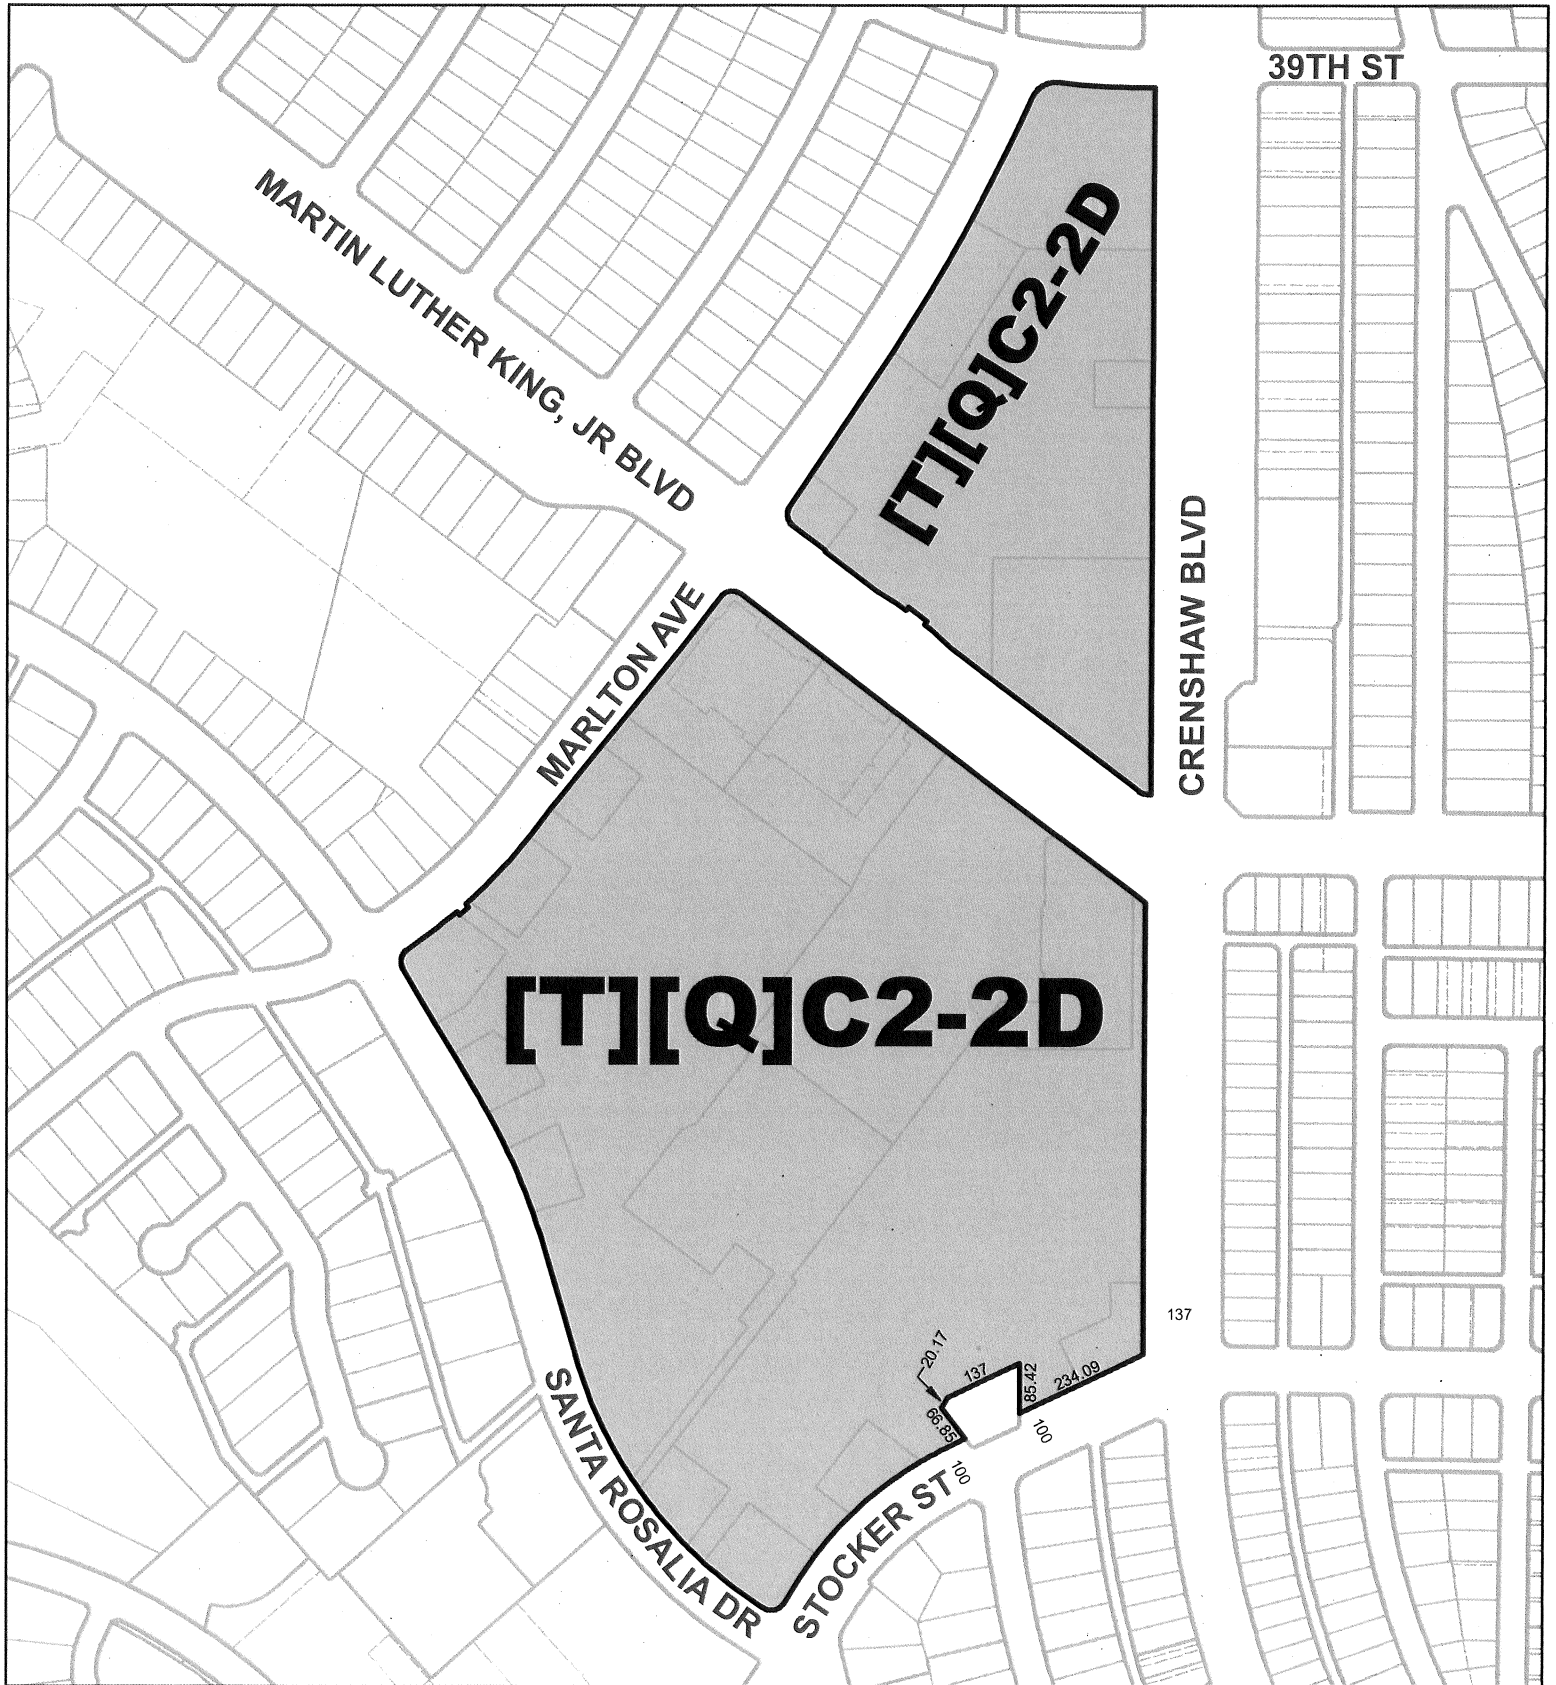 39TH ST
MARTIN LUTHER KING, JR BLVD
[T][Q]C2-2D
CRENSHAW BLVD
MARLTON AVE
[T][Q]C2-2D
137
20.17
137
85.42
234.09
66.85
100
100
SANTA ROSALIA DR
STOCKER ST